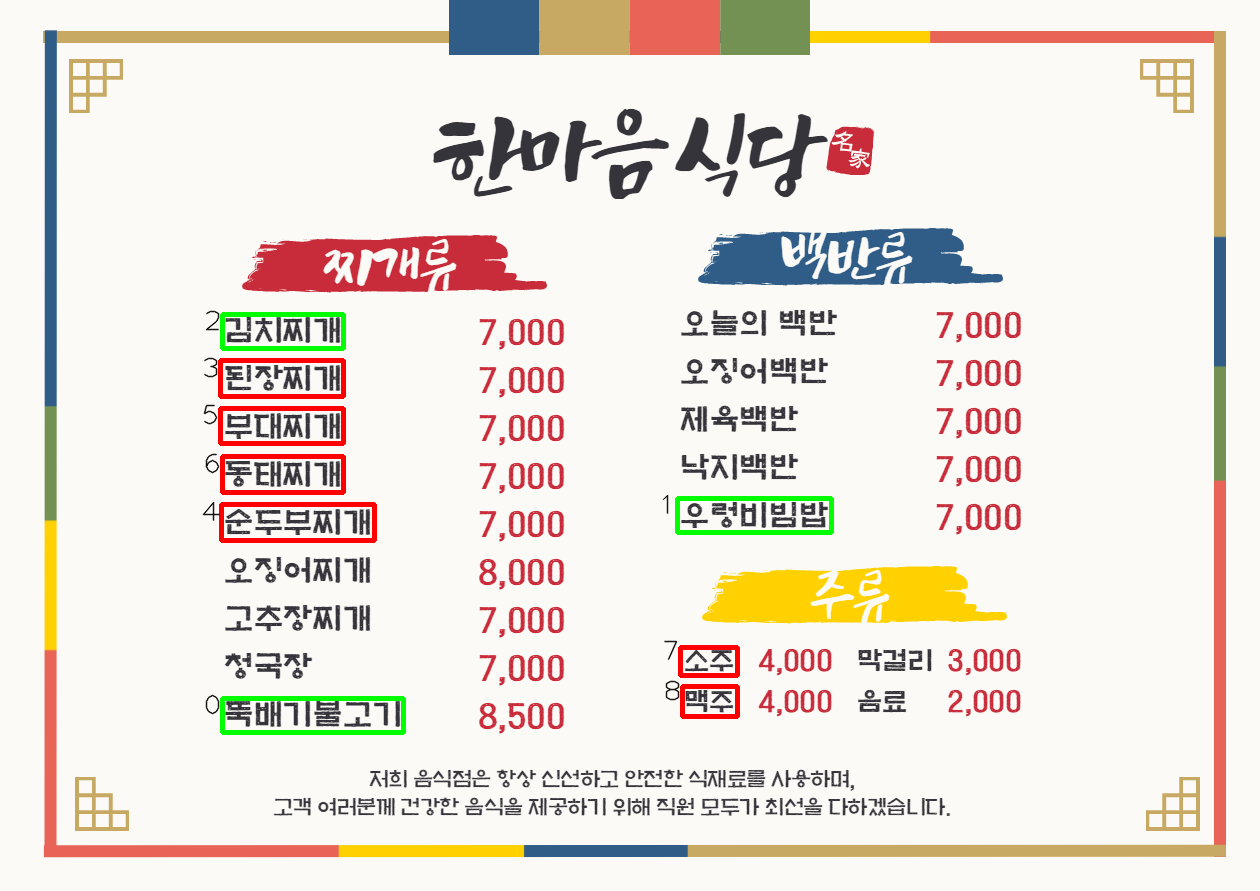 한마음 식당 名家
찌개류
2 김치찌개 7,000
3 된장찌개 7,000
5 부대찌개 7,000
6 동태찌개 7,000
4 순두부찌개 7,000
오징어찌개 8,000
고추장찌개 7,000
청국장 7,000
0 뚝배기불고기 8,500
백반류
오늘의 백반 7,000
오징어백반 7,000
제육백반 7,000
낙지백반 7,000
1 우렁비빔밥 7,000
주류
7 소주 4,000 막걸리 3,000
8 맥주 4,000 음료 2,000
저희 음식점은 항상 신선하고 안전한 식재료를 사용하며,
고객 여러분께 건강한 음식을 제공하기 위해 직원 모두가 최선을 다하겠습니다.